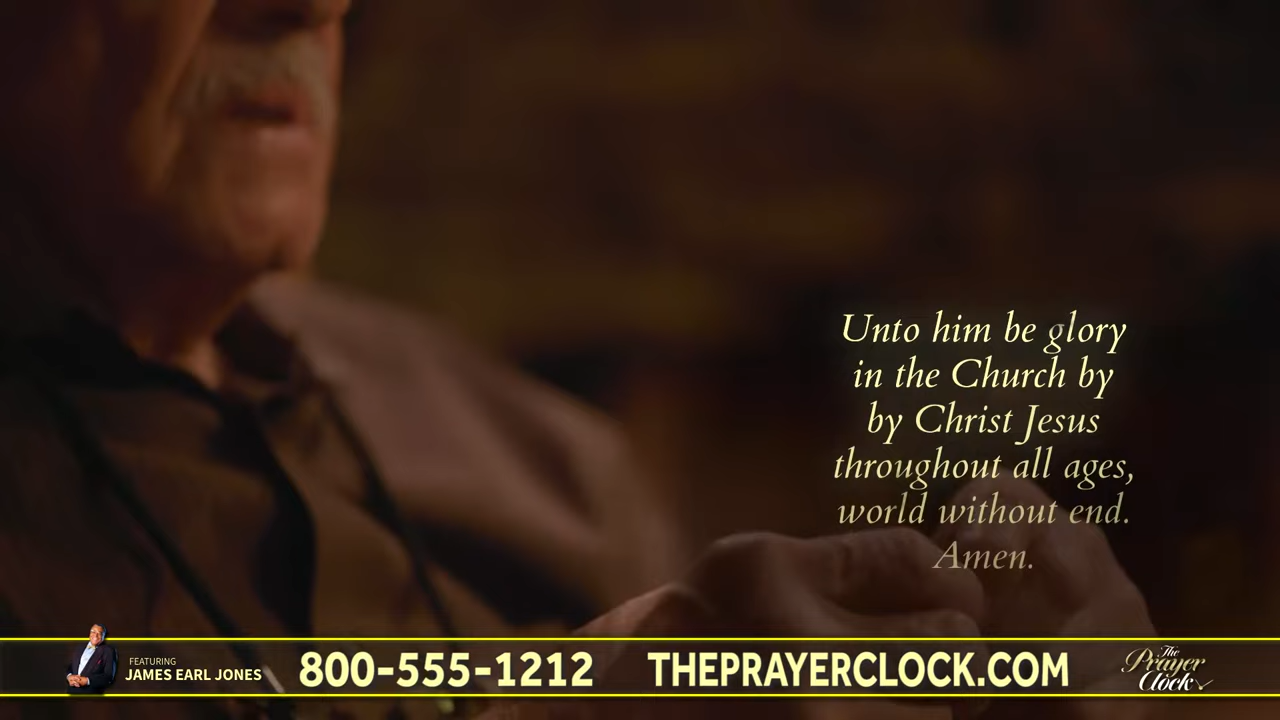 Unto him be glory
in the Church by
by Christ Jesus
throughout all ages,
world without end.
Amen.
FEATURING
JAMES EARL JONES
800-555-1212
THEPRAYERCLOCK.COM
The
Prayer
Clock